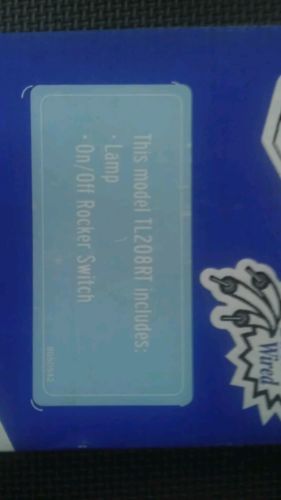 This model TL208RT includes:
· Lamp
· On/Off Rocker Switch
Wired